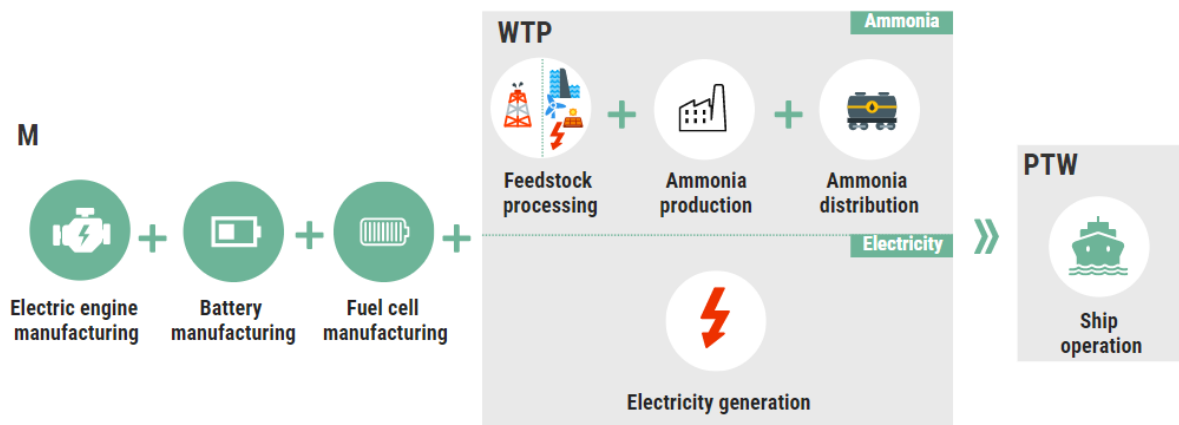 M
Electric engine
manufacturing
Battery
manufacturing
Fuel cell
manufacturing
WTP
Ammonia
Feedstock
processing
Ammonia
production
Ammonia
distribution
Electricity
Electricity generation
PTW
Ship
operation